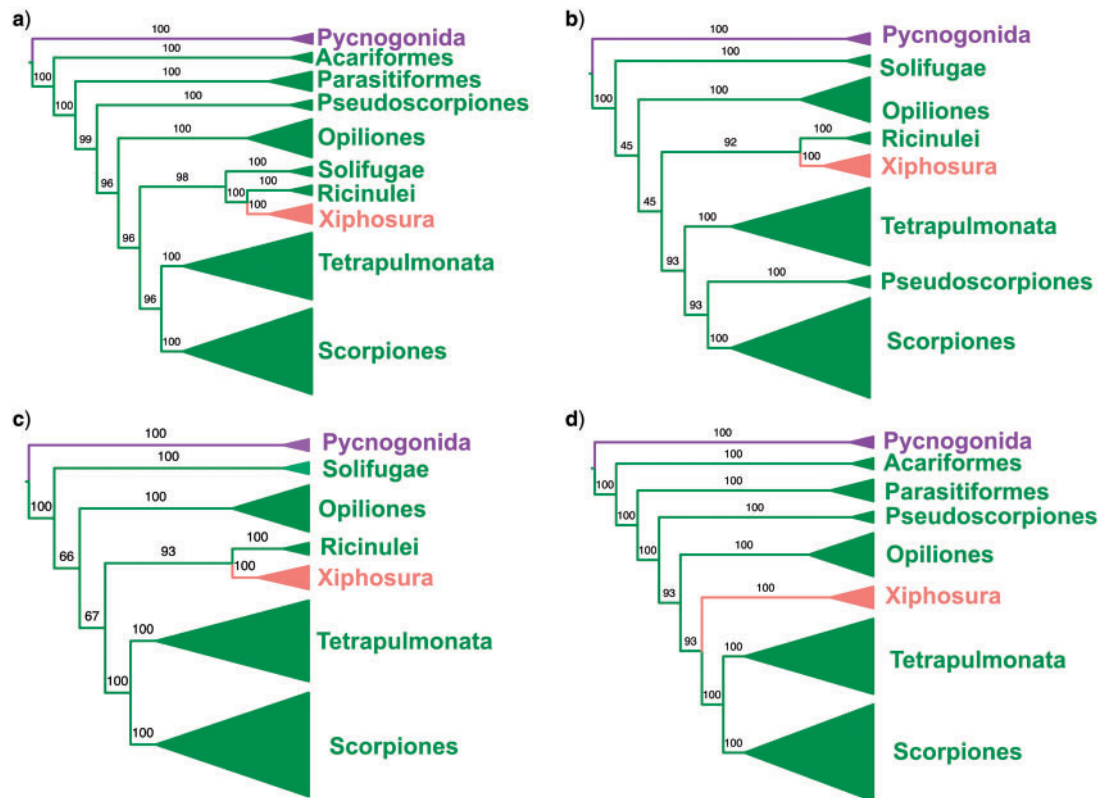 a)
100
Pycnogonida
100
Acariformes
100
100
Parasitiformes
100
100
Pseudoscorpiones
99
100
Opiliones
96
98
100
Solifugae
100
100
Ricinulei
100
Xiphosura
96
100
Tetrapulmonata
96
100
Scorpiones
b)
100
Pycnogonida
100
Solifugae
100
100
Opiliones
45
92
100
Ricinulei
100
Xiphosura
45
100
Tetrapulmonata
93
100
Pseudoscorpiones
93
100
Scorpiones
c)
100
Pycnogonida
100
Solifugae
100
100
Opiliones
66
93
100
Ricinulei
100
Xiphosura
67
100
Tetrapulmonata
100
100
Scorpiones
d)
100
Pycnogonida
100
Acariformes
100
100
Parasitiformes
100
100
Pseudoscorpiones
100
100
Opiliones
93
100
Xiphosura
93
100
Tetrapulmonata
100
100
Scorpiones